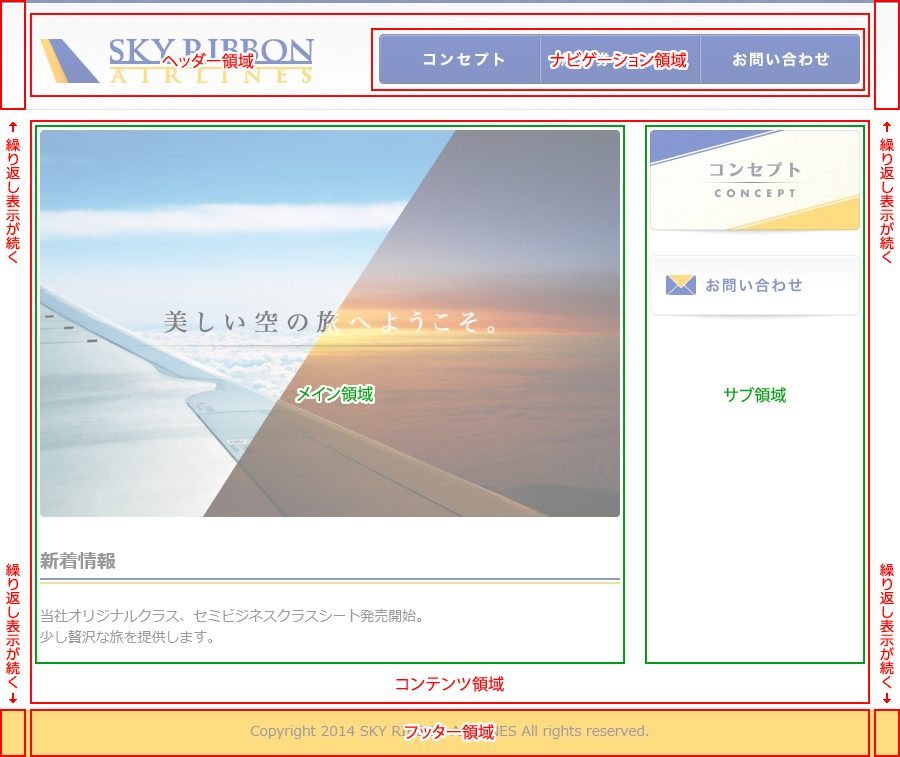 SKY RIBBON
AIRLINES
ヘッダー領域
コンセプト
ナビゲーション領域
お問い合わせ
↑繰り返し表示が続く
↑繰り返し表示が続く
コンセプト
CONCEPT
お問い合わせ
美しい空の旅へようこそ。
メイン領域
サブ領域
新着情報
当社オリジナルクラス、セミビジネスクラスシート発売開始。
少し贅沢な旅を提供します。
繰り返し表示が続く↓
繰り返し表示が続く↓
コンテンツ領域
Copyright 2014 SKY RIBBON AIRLINES All rights reserved.
フッター領域